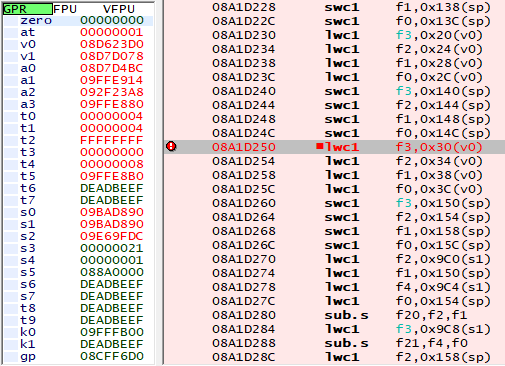 GPR FPU VFPU
zero 00000000
at 00000001
v0 08D623D0
v1 08D7D078
a0 08D7D4BC
a1 09FFE914
a2 092F23A8
a3 09FFE880
t0 00000004
t1 00000004
t2 FFFFFFFF
t3 00000000
t4 00000008
t5 09FFE8B0
t6 DEADBEEF
t7 DEADBEEF
s0 09BAD890
s1 09BAD890
s2 09E69FDC
s3 00000021
s4 00000001
s5 088A0000
s6 DEADBEEF
s7 DEADBEEF
t8 DEADBEEF
t9 DEADBEEF
k0 09FFFB00
k1 DEADBEEF
gp 08CFF6D0
08A1D228 swc1 f1,0x138(sp)
08A1D22C swc1 f0,0x13C(sp)
08A1D230 lwc1 f3,0x20(v0)
08A1D234 lwc1 f2,0x24(v0)
08A1D238 lwc1 f1,0x28(v0)
08A1D23C lwc1 f0,0x2C(v0)
08A1D240 swc1 f3,0x140(sp)
08A1D244 swc1 f2,0x144(sp)
08A1D248 swc1 f1,0x148(sp)
08A1D24C swc1 f0,0x14C(sp)
08A1D250 lwc1 f3,0x30(v0)
08A1D254 lwc1 f2,0x34(v0)
08A1D258 lwc1 f1,0x38(v0)
08A1D25C lwc1 f0,0x3C(v0)
08A1D260 swc1 f3,0x150(sp)
08A1D264 swc1 f2,0x154(sp)
08A1D268 swc1 f1,0x158(sp)
08A1D26C swc1 f0,0x15C(sp)
08A1D270 lwc1 f2,0x9C0(s1)
08A1D274 lwc1 f1,0x150(sp)
08A1D278 lwc1 f4,0x9C4(s1)
08A1D27C lwc1 f0,0x154(sp)
08A1D280 sub.s f20,f2,f1
08A1D284 lwc1 f3,0x9C8(s1)
08A1D288 sub.s f21,f4,f0
08A1D28C lwc1 f2,0x158(sp)